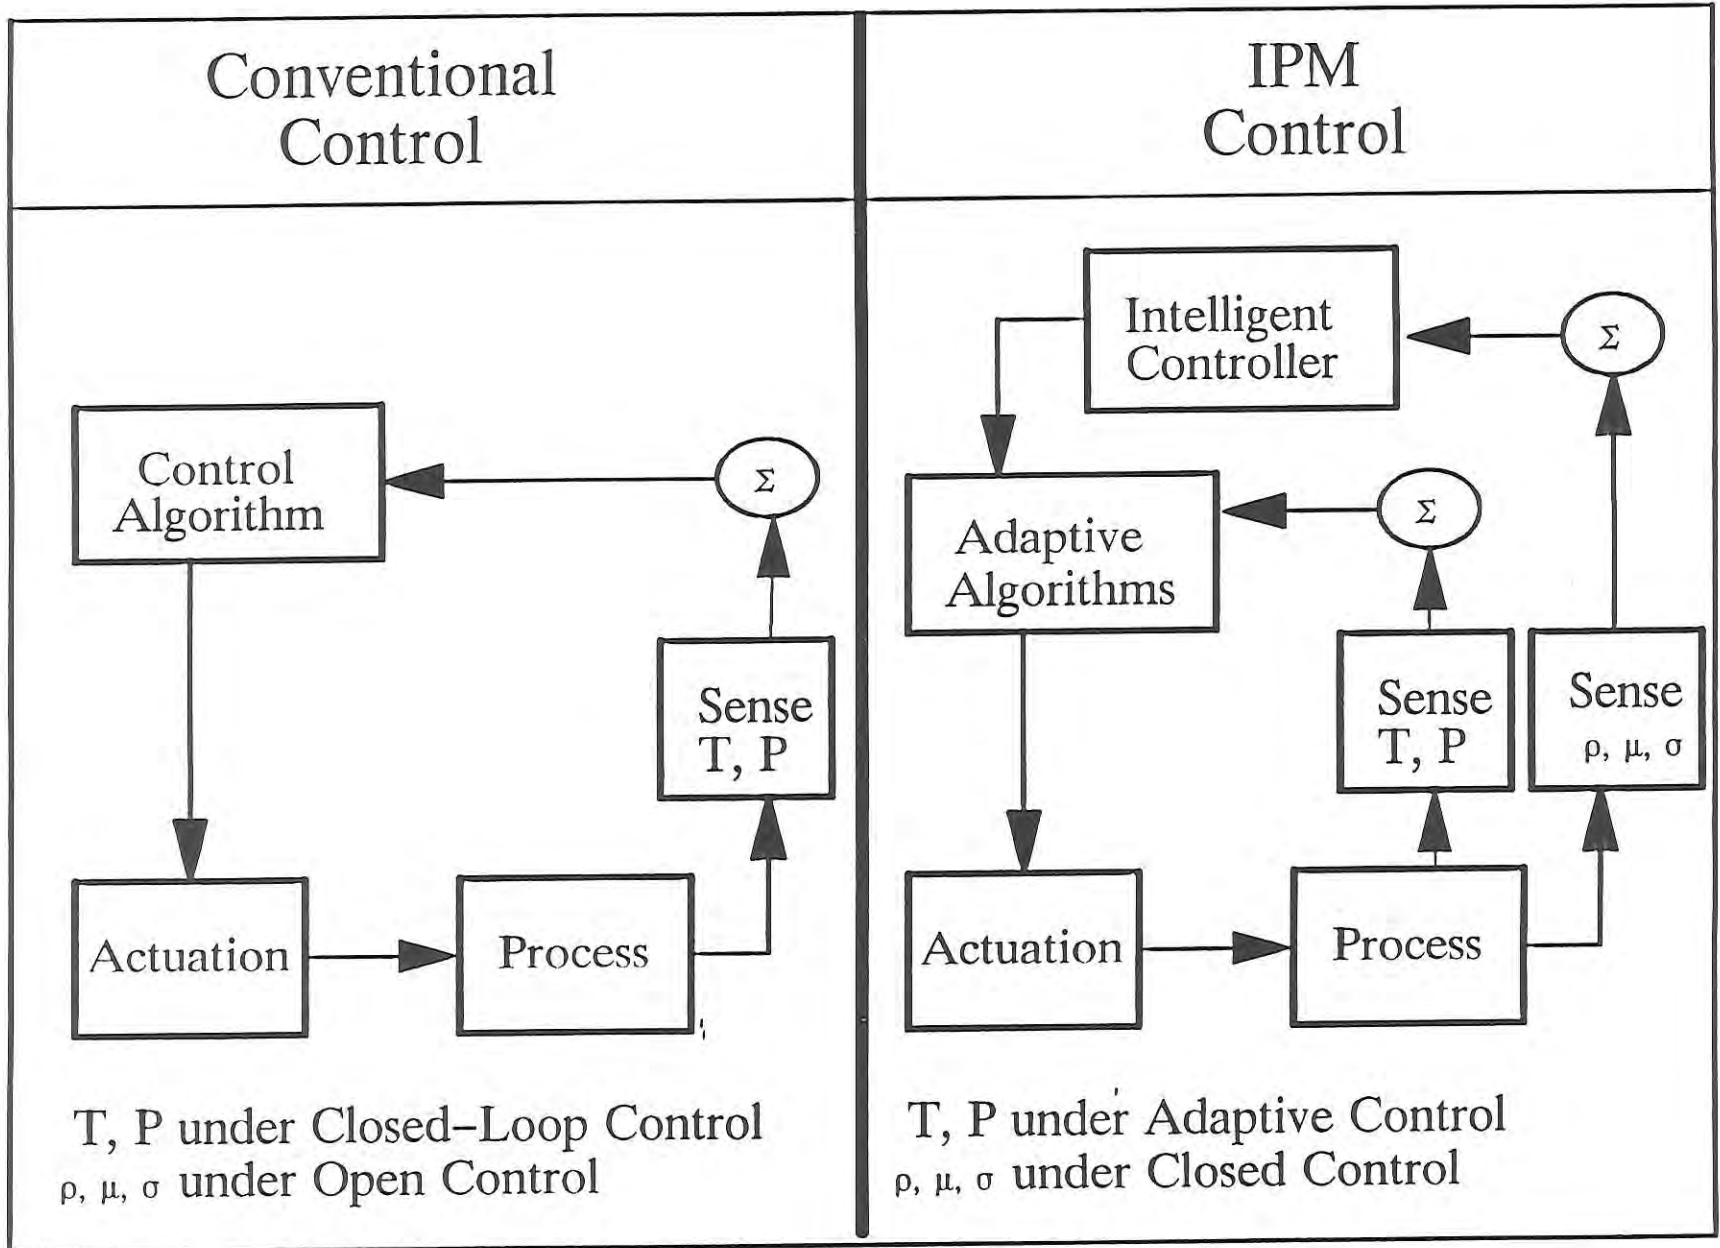 Conventional
Control
Control
Algorithm
Σ
Sense
T, P
Actuation
Process
T, P under Closed–Loop Control
ρ, μ, σ under Open Control
IPM
Control
Intelligent
Controller
Σ
Adaptive
Algorithms
Σ
Sense
T, P
Sense
ρ, μ, σ
Actuation
Process
T, P under Adaptive Control
ρ, μ, σ under Closed Control